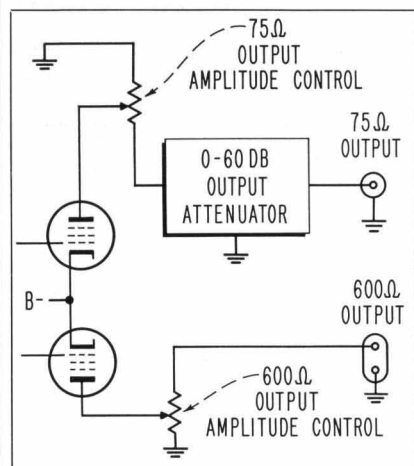 75Ω
OUTPUT
AMPLITUDE CONTROL
75Ω
OUTPUT
0-60 DB
OUTPUT
ATTENUATOR
B-
600Ω
OUTPUT
600Ω
OUTPUT
AMPLITUDE CONTROL